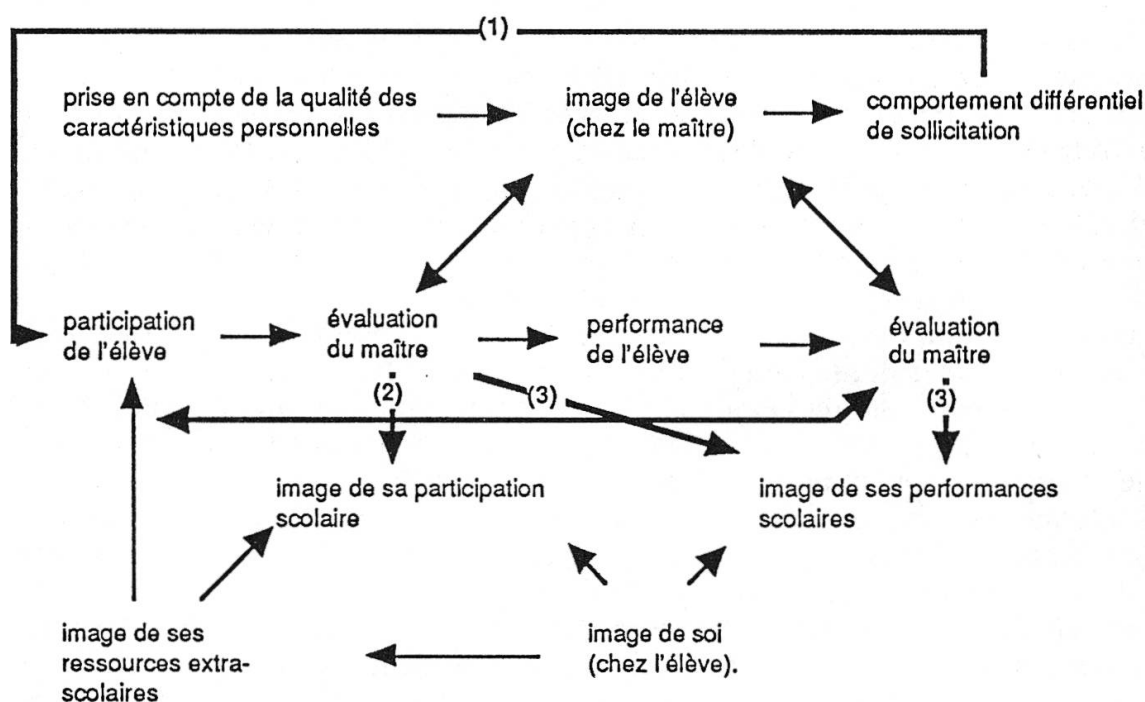 (1)
prise en compte de la qualité des
caractéristiques personnelles
image de l'élève
(chez le maître)
comportement différentiel
de sollicitation
participation
de l'élève
évaluation
du maître
performance
de l'élève
évaluation
du maître
(2)
(3)
(3)
image de sa participation
scolaire
image de ses performances
scolaires
image de ses
ressources extra-
scolaires
image de soi
(chez l'élève).